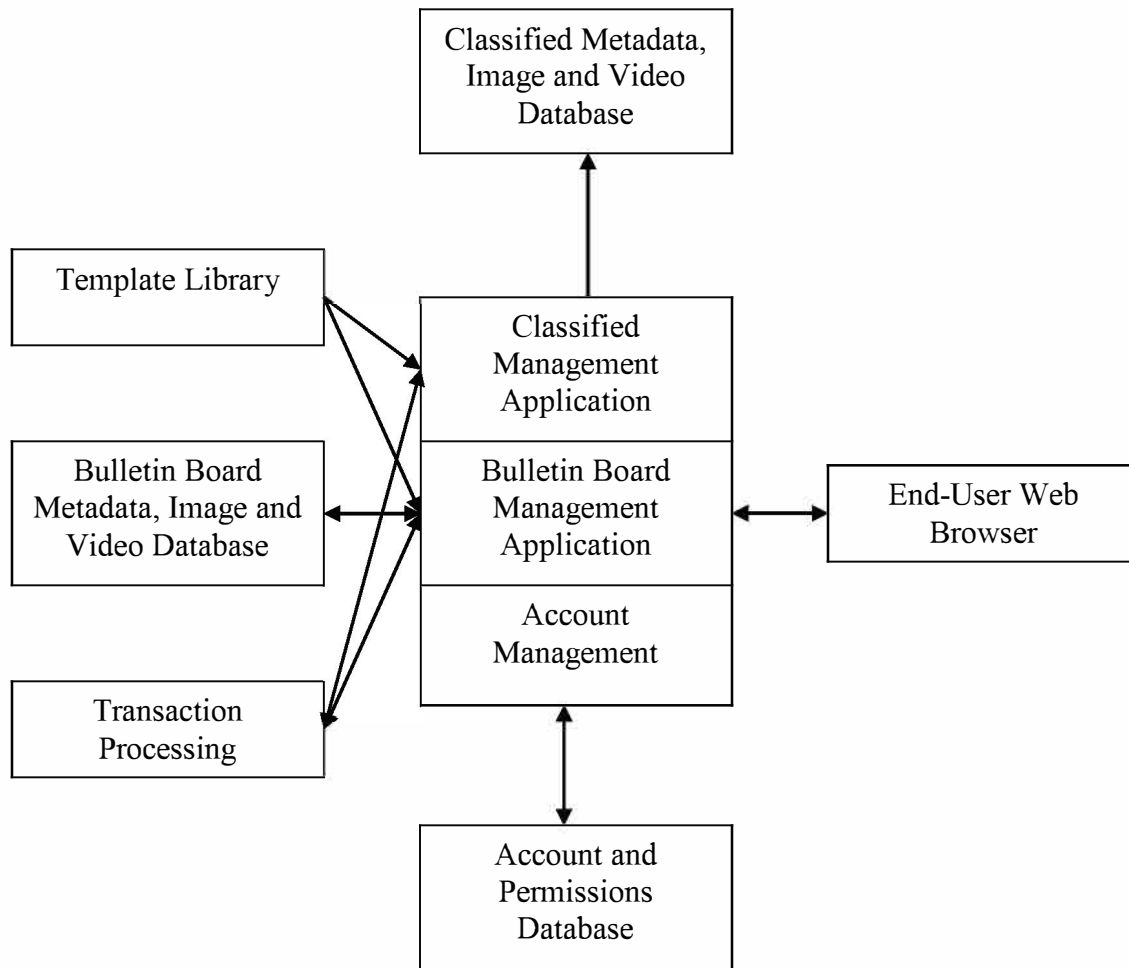 Classified Metadata,
Image and Video
Database
Template Library
Classified
Management
Application
Bulletin Board
Metadata, Image and
Video Database
Bulletin Board
Management
Application
End-User Web
Browser
Account
Management
Transaction
Processing
Account and
Permissions
Database